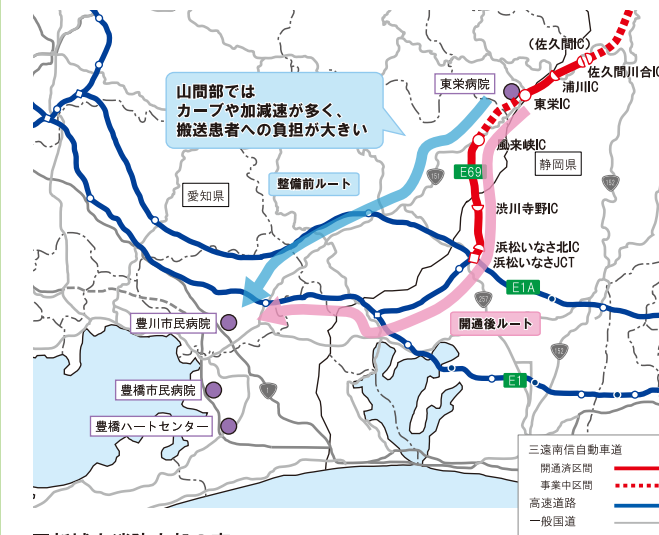 (佐久間IC)
佐久間川合IC
浦川IC
東栄病院
東栄IC
山間部では
カーブや加減速が多く、
搬送患者への負担が大きい
鳳来峡IC
静岡県
E69
151
整備前ルート
152
愛知県
渋川寺野IC
浜松いなさ北IC
浜松いなさJCT
E1A
257
豊川市民病院
開通後ルート
E1
豊橋市民病院
1
豊橋ハートセンター
三遠南信自動車道
開通済区間
事業中区間
高速道路
一般国道